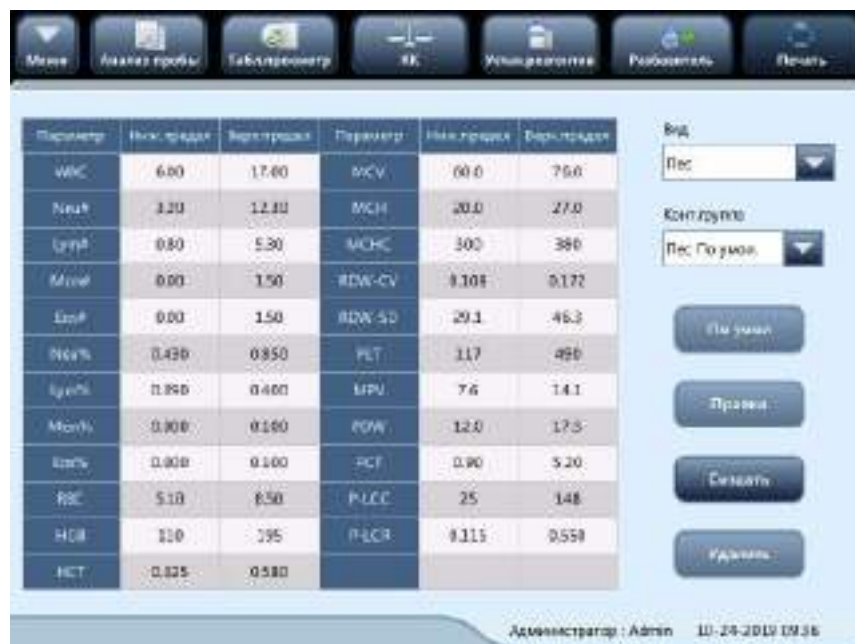 Меню Анализ пробы Табл.просмотр КК Устан.реагентов Разбавитель Печать
Параметр Ниж.предел Верх.предел Параметр Ниж.предел Верх.предел
WBC 6.00 17.00 MCV 60.0 76.0
Neu# 3.20 12.30 MCH 20.0 27.0
Lym# 0.80 5.30 MCHC 300 380
Mon# 0.00 1.50 RDW-CV 0.108 0.172
Eos# 0.00 1.50 RDW-SD 29.1 46.3
Neu% 0.430 0.850 PLT 117 490
Lym% 0.400 MPV 7.6 14.1
Mon% 0.000 0.100 PDW 12.0 17.5
Eos% 0.000 0.100 PCT 0.90 5.20
RBC 5.10 8.50 P-LCC 25 148
HGB 110 195 P-LCR 0.115 0.550
HCT 0.325 0.580
Вид
Пес
Конт.группа
Пес По умол.
По умол
Правка
Создать
Удалить
Администратор : Admin 10-24-2019 09:36